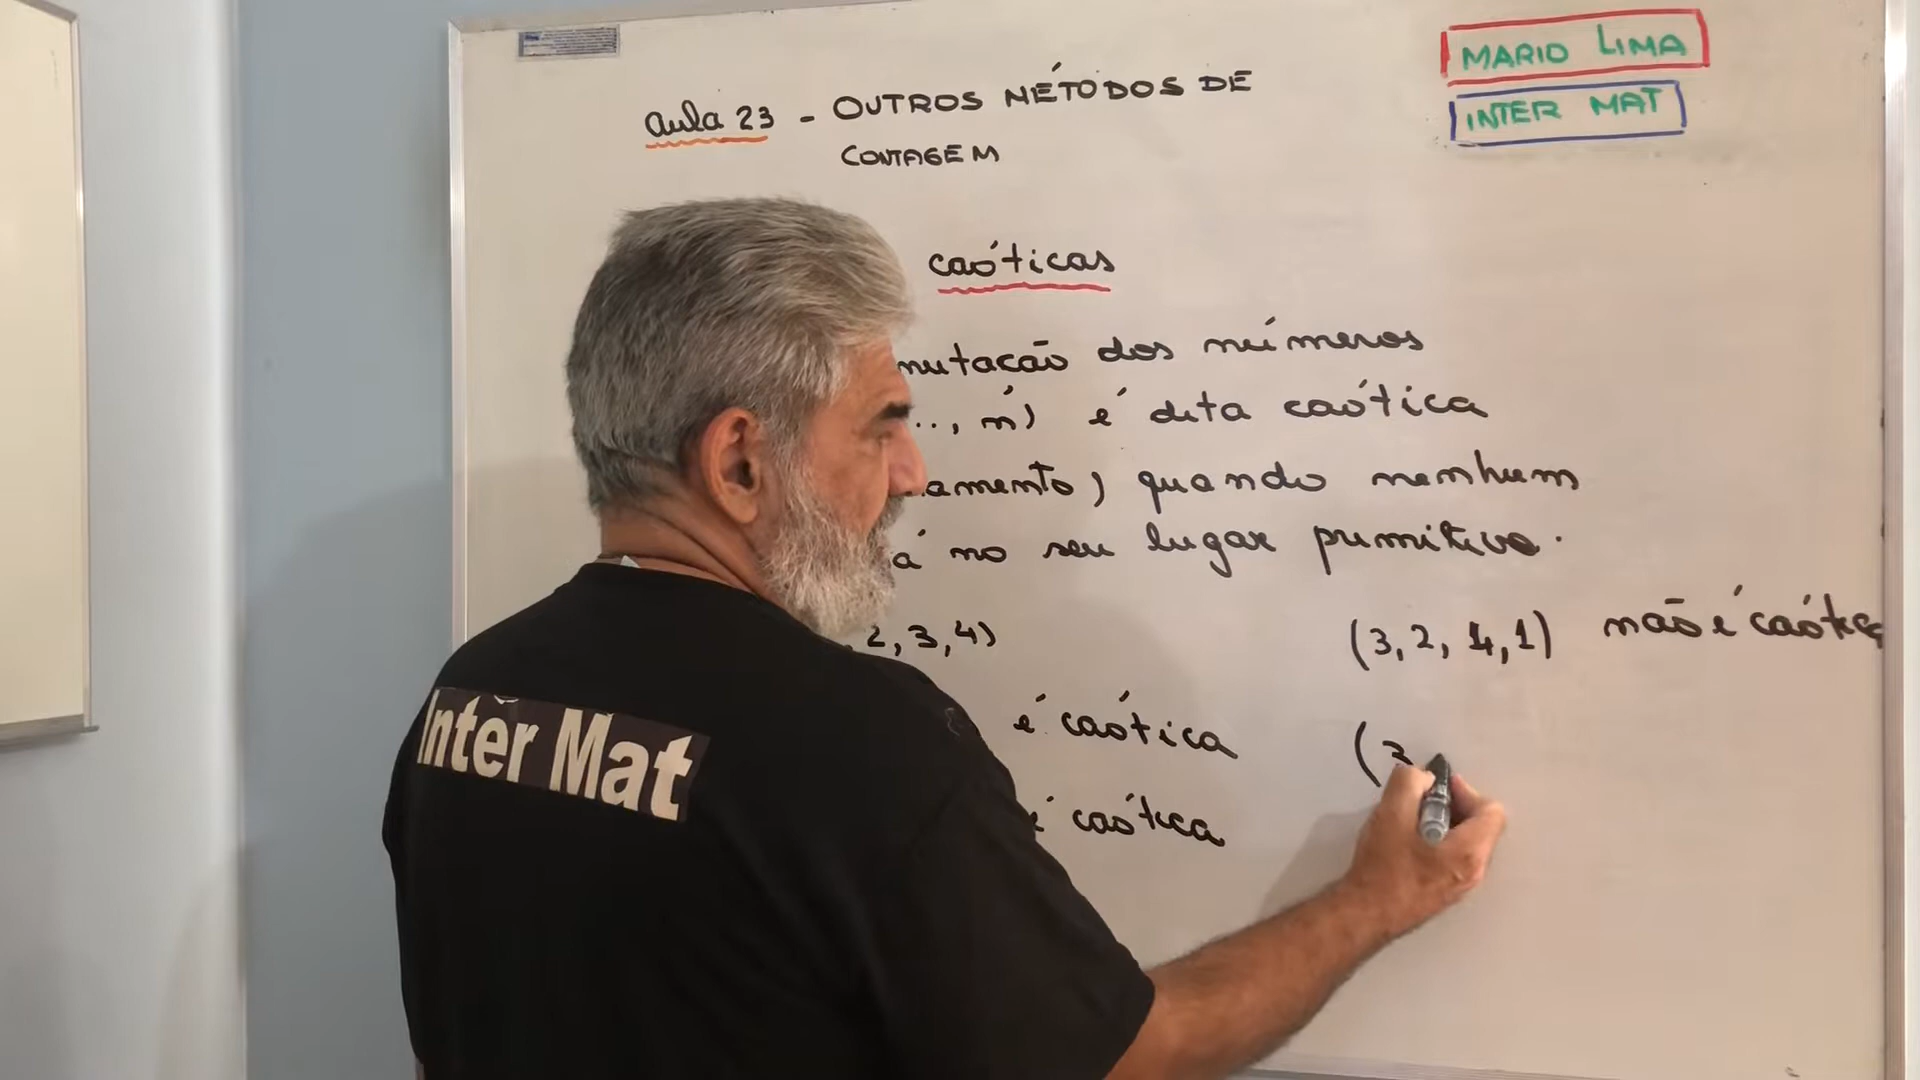 MARIO LIMA
INTER MAT
Aula 23 - OUTROS MÉTODOS DE
CONTAGEM
caóticas
mutação dos números
.., n) é dita caótica
amento) quando nenhum
á no seu lugar primitivo.
2, 3, 4)
(3, 2, 4, 1) não é caótica
é caótica
(3
é caótica
Inter Mat